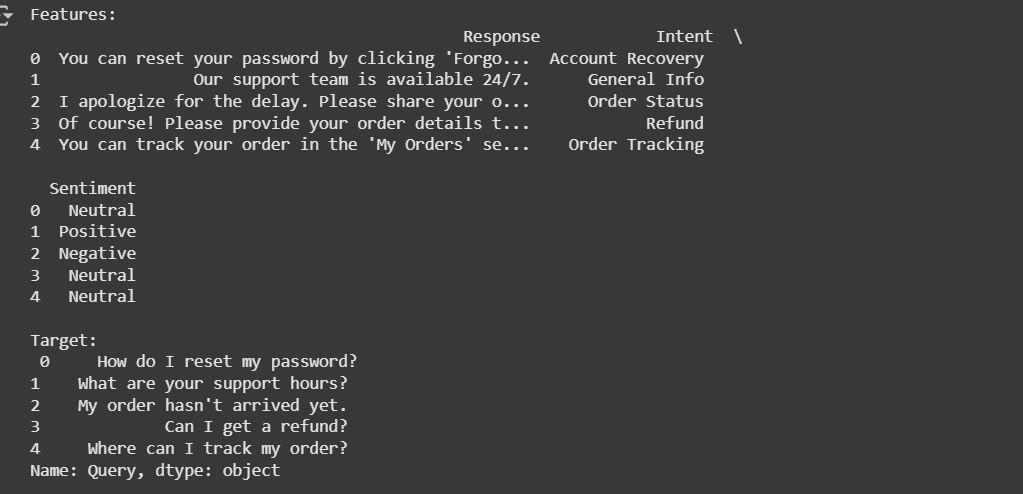 Features:
Response Intent \
0 You can reset your password by clicking 'Forgo... Account Recovery
1 Our support team is available 24/7. General Info
2 I apologize for the delay. Please share your o... Order Status
3 Of course! Please provide your order details t... Refund
4 You can track your order in the 'My Orders' se... Order Tracking
Sentiment
0 Neutral
1 Positive
2 Negative
3 Neutral
4 Neutral
Target:
0 How do I reset my password?
1 What are your support hours?
2 My order hasn't arrived yet.
3 Can I get a refund?
4 Where can I track my order?
Name: Query, dtype: object